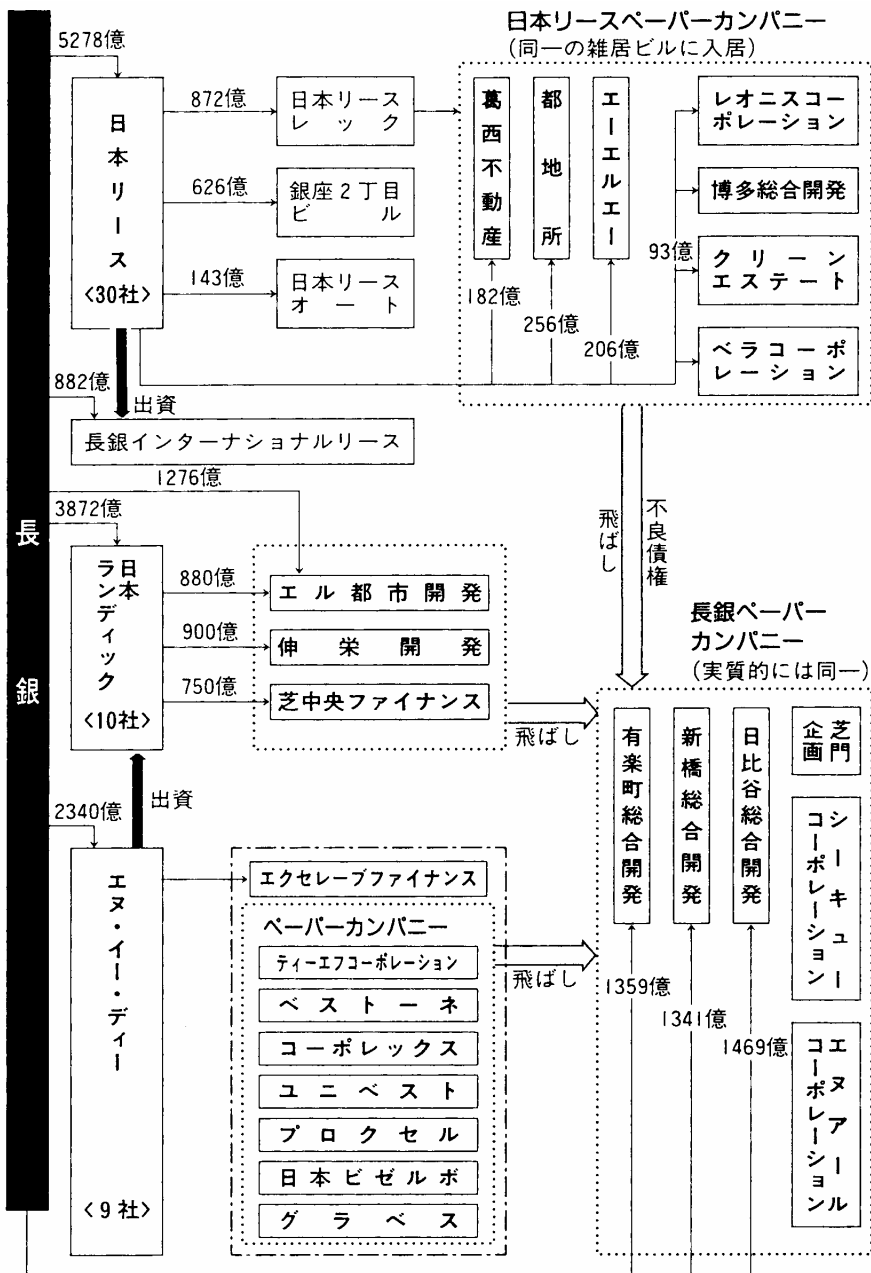 日本リースペーパーカンパニー
(同一の雑居ビルに入居)
5278億
日本リース
<30社>
872億
日本リース
レック
626億
銀座2丁目
ビル
143億
日本リース
オート
葛西不動産
都地所
エーエルエー
182億
256億
206億
93億
レオニスコー
ポレーション
博多総合開発
クリーン
エステート
ベラコーポ
レーション
882億
出資
長銀インターナショナルリース
1276億
3872億
長銀
日本
ランディック
<10社>
880億
エル都市開発
900億
伸栄開発
750億
芝中央ファイナンス
飛ばし
不良債権
飛ばし
長銀ペーパー
カンパニー
(実質的には同一)
有楽町総合開発
新橋総合開発
日比谷総合開発
芝門
企画
シーキュー
コーポレーション
エヌアール
コーポレーション
1359億
1341億
1469億
出資
2340億
エヌ・イー・ディー
<9社>
エクセレーブファイナンス
ペーパーカンパニー
ティーエフコーポレーション
ベストーネ
コーポレックス
ユニベスト
プロクセル
日本ビゼルボ
グラベス
飛ばし